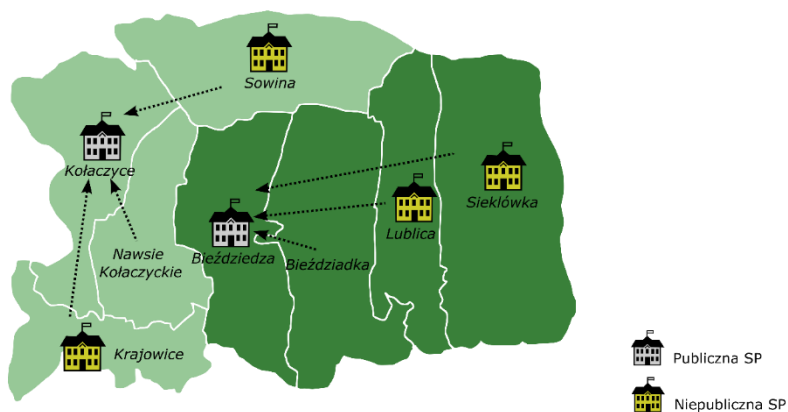 Sowina
Kołaczyce
Sieklówka
Lublica
Nawsie
Kołaczyckie
Bieździedza
Bieździadka
Krajowice
Publiczna SP
Niepubliczna SP